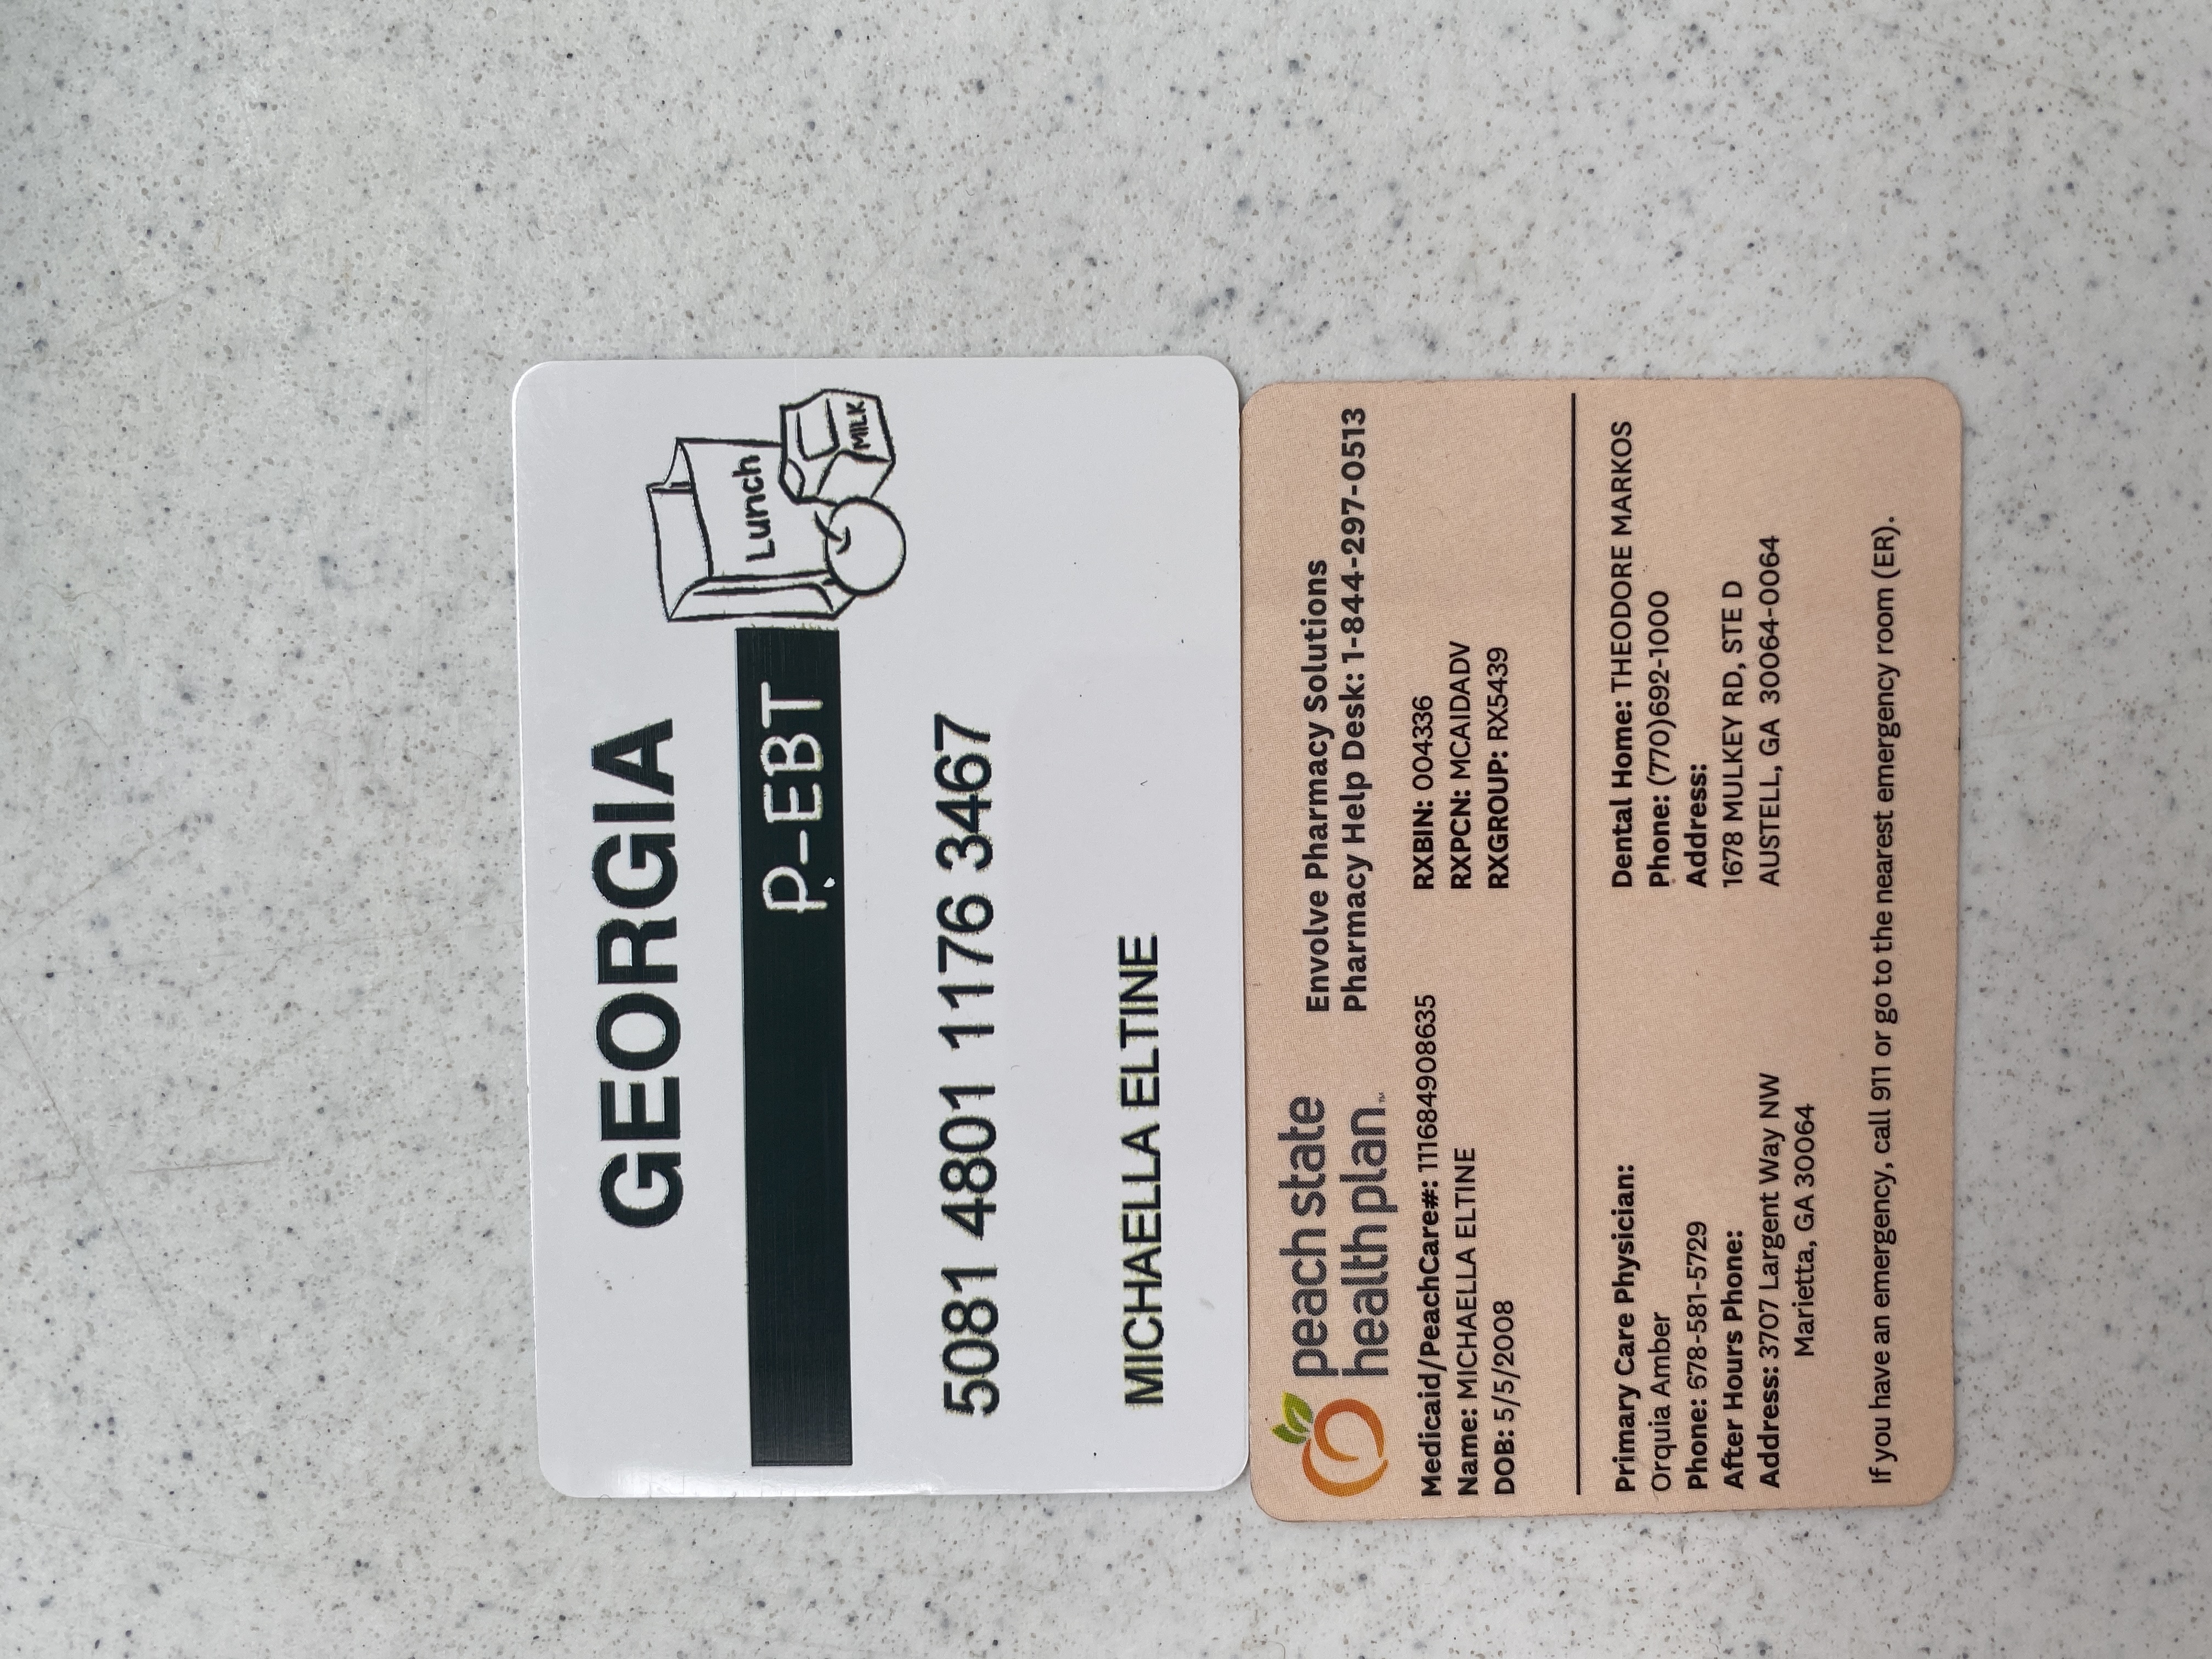 GEORGIA
P-EBT
Lunch
MILK
5081 4801 1176 3467
MICHAELLA ELTINE
peach state
health plan™
Envolve Pharmacy Solutions
Pharmacy Help Desk: 1-844-297-0513
Medicaid/PeachCare#: 111684908635
Name: MICHAELLA ELTINE
DOB: 5/5/2008
RXBIN: 004336
RXPCN: MCAIDADV
RXGROUP: RX5439
Primary Care Physician:
Orquia Amber
Phone: 678-581-5729
After Hours Phone:
Address: 3707 Largent Way NW
Marietta, GA 30064
Dental Home: THEODORE MARKOS
Phone: (770)692-1000
Address:
1678 MULKEY RD, STE D
AUSTELL, GA 30064-0064
If you have an emergency, call 911 or go to the nearest emergency room (ER).